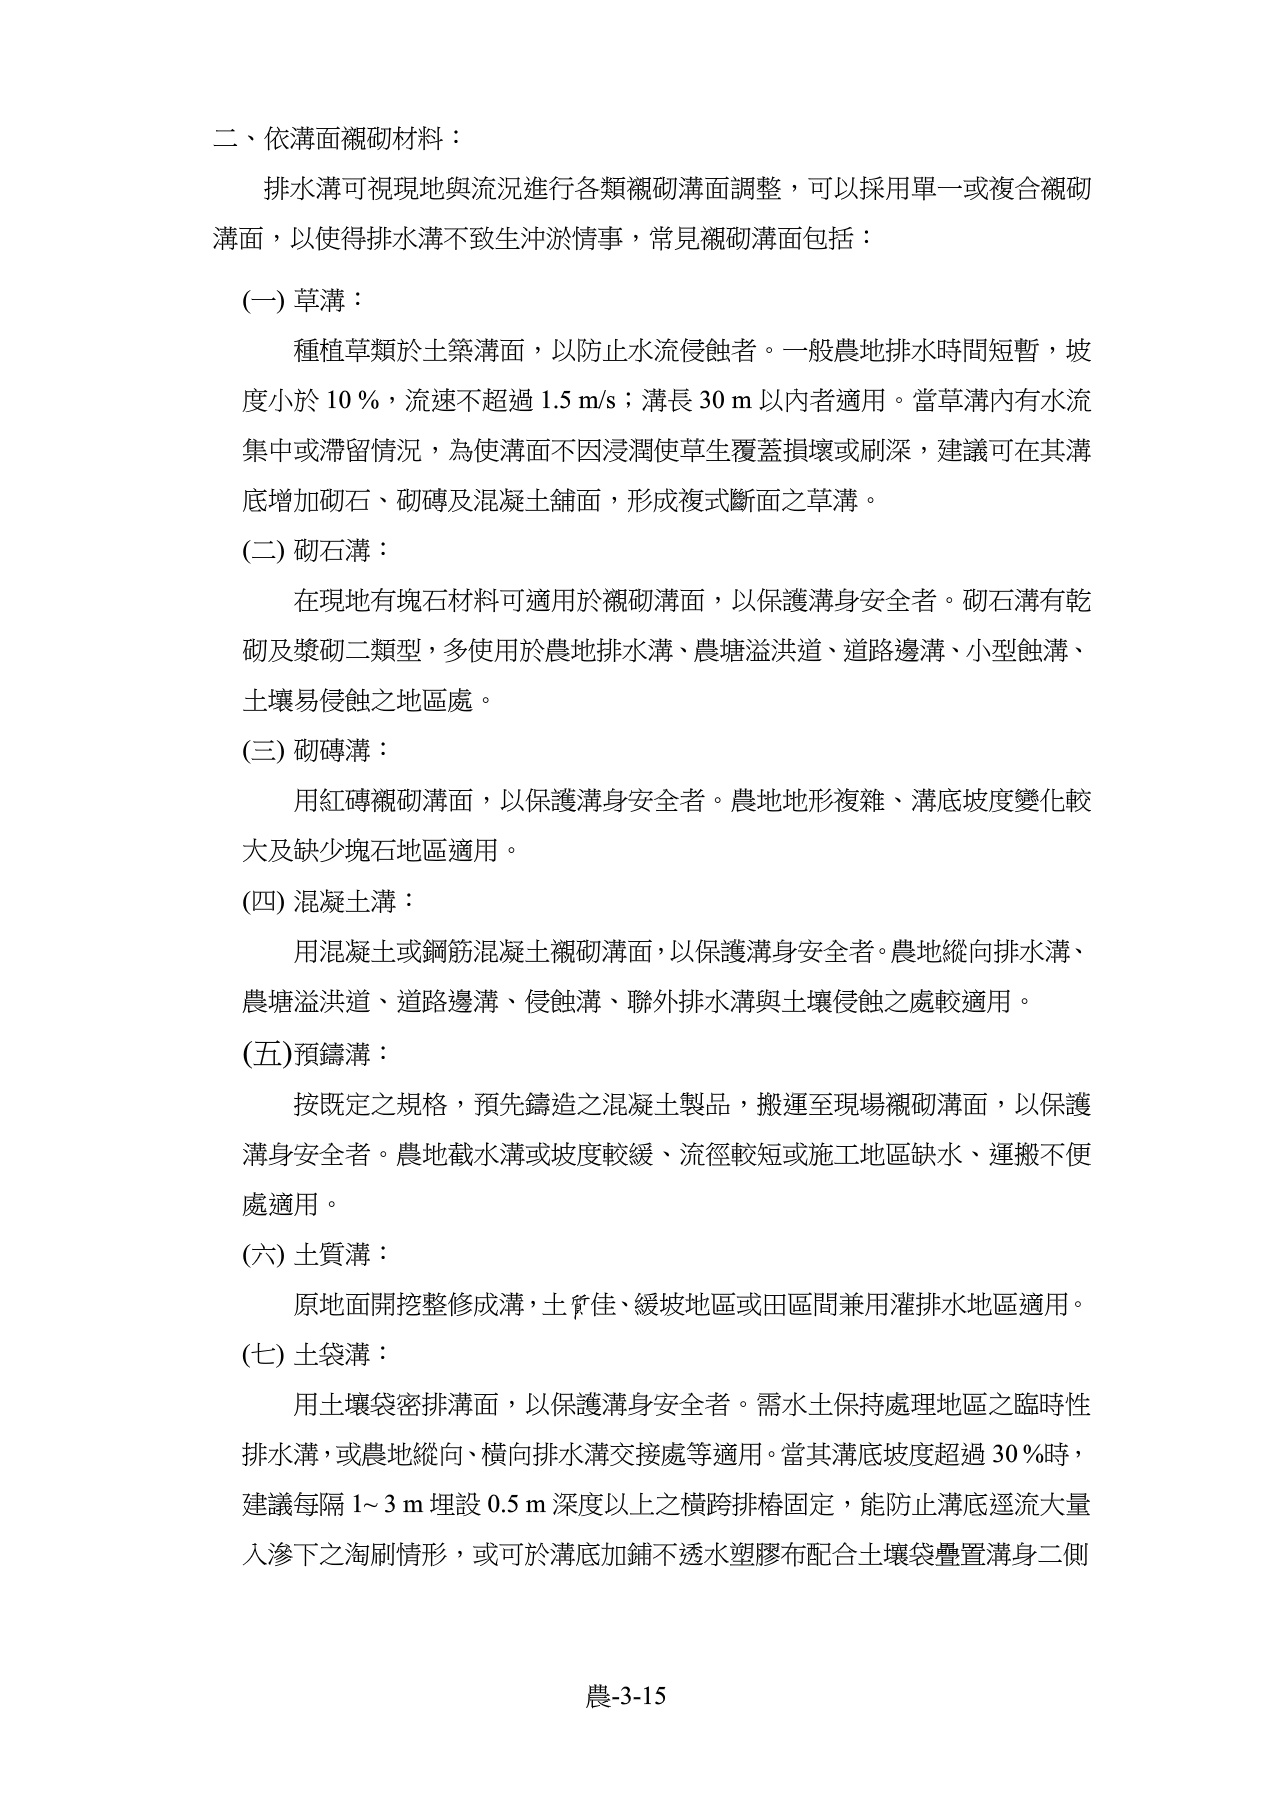 二、依溝面襯砌材料：
排水溝可視現地與流況進行各類襯砌溝面調整，可以採用單一或複合襯砌
溝面，以使得排水溝不致生沖淤情事，常見襯砌溝面包括：
(一) 草溝：
種植草類於土築溝面，以防止水流侵蝕者。一般農地排水時間短暫，坡
度小於 10 %，流速不超過 1.5 m/s；溝長 30 m 以內者適用。當草溝內有水流
集中或滯留情況，為使溝面不因浸潤使草生覆蓋損壞或刷深，建議可在其溝
底增加砌石、砌磚及混凝土舖面，形成複式斷面之草溝。
(二) 砌石溝：
在現地有塊石材料可適用於襯砌溝面，以保護溝身安全者。砌石溝有乾
砌及漿砌二類型，多使用於農地排水溝、農塘溢洪道、道路邊溝、小型蝕溝、
土壤易侵蝕之地區處。
(三) 砌磚溝：
用紅磚襯砌溝面，以保護溝身安全者。農地地形複雜、溝底坡度變化較
大及缺少塊石地區適用。
(四) 混凝土溝：
用混凝土或鋼筋混凝土襯砌溝面，以保護溝身安全者。農地縱向排水溝、
農塘溢洪道、道路邊溝、侵蝕溝、聯外排水溝與土壤侵蝕之處較適用。
(五)預鑄溝：
按既定之規格，預先鑄造之混凝土製品，搬運至現場襯砌溝面，以保護
溝身安全者。農地截水溝或坡度較緩、流徑較短或施工地區缺水、運搬不便
處適用。
(六) 土質溝：
原地面開挖整修成溝，土質佳、緩坡地區或田區間兼用灌排水地區適用。
(七) 土袋溝：
用土壤袋密排溝面，以保護溝身安全者。需水土保持處理地區之臨時性
排水溝，或農地縱向、橫向排水溝交接處等適用。當其溝底坡度超過 30 %時，
建議每隔 1~ 3 m 埋設 0.5 m 深度以上之橫跨排樁固定，能防止溝底逕流大量
入滲下之淘刷情形，或可於溝底加鋪不透水塑膠布配合土壤袋疊置溝身二側
農-3-15